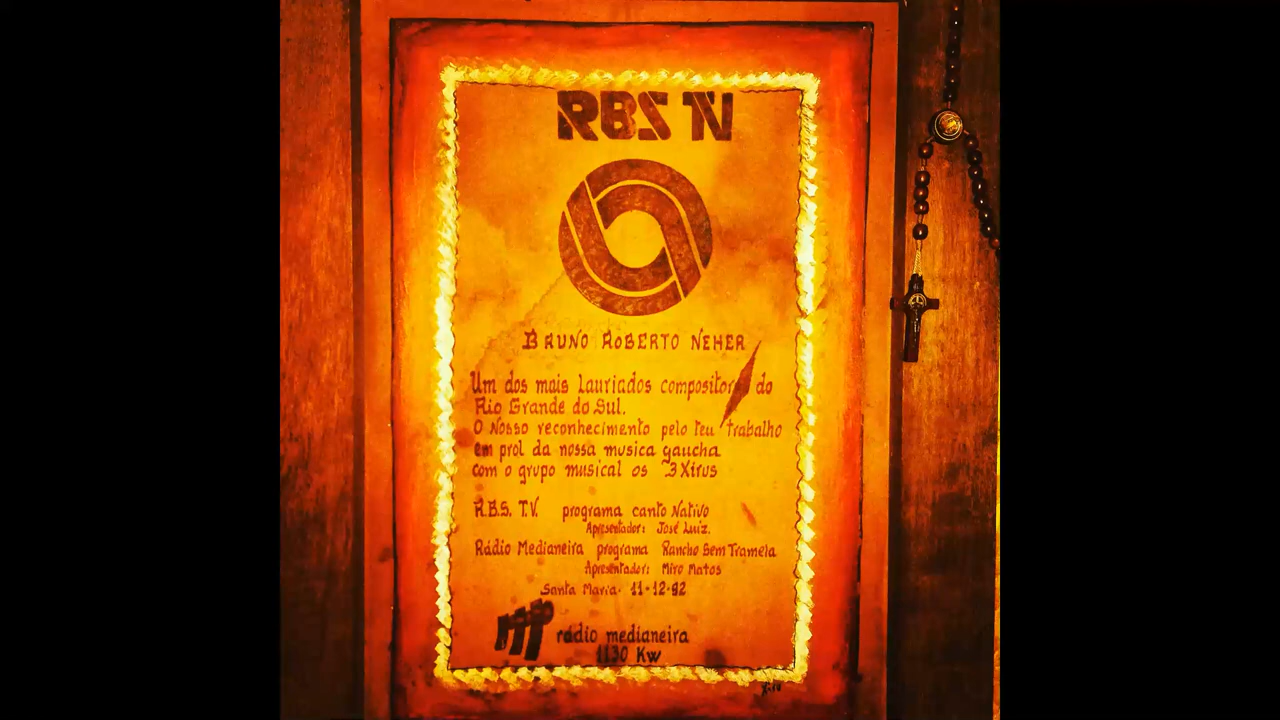 RBS TV
BRUNO ROBERTO NEHER
Um dos mais lauriados compositores do
Rio Grande do Sul.
O Nosso reconhecimento pelo teu trabalho
em prol da nossa musica gaucha
com o grupo musical os 3 Xirus
R.B.S. T.V. programa canto Nativo
Apresentador: José Luiz.
Rádio Medianeira programa Rancho Sem Tramela
Apresentador: Miro Matos
Santa Maria- 11-12-92
rádio medianeira
1130 Kw